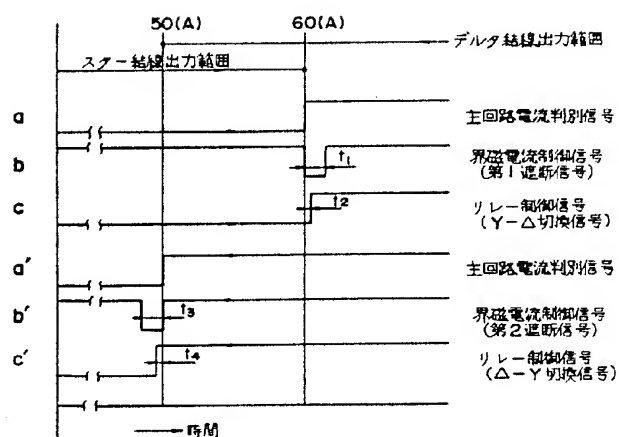 50(A)
60(A)
デルタ結線出力範囲
スター結線出力範囲
a
主回路電流判別信号
b
t₁
界磁電流制御信号
(第1遮断信号)
c
t₂
リレー制御信号
(Y-△切換信号)
a′
主回路電流判別信号
b′
t₃
界磁電流制御信号
(第2遮断信号)
c′
t₄
リレー制御信号
(△-Y切換信号)
時間